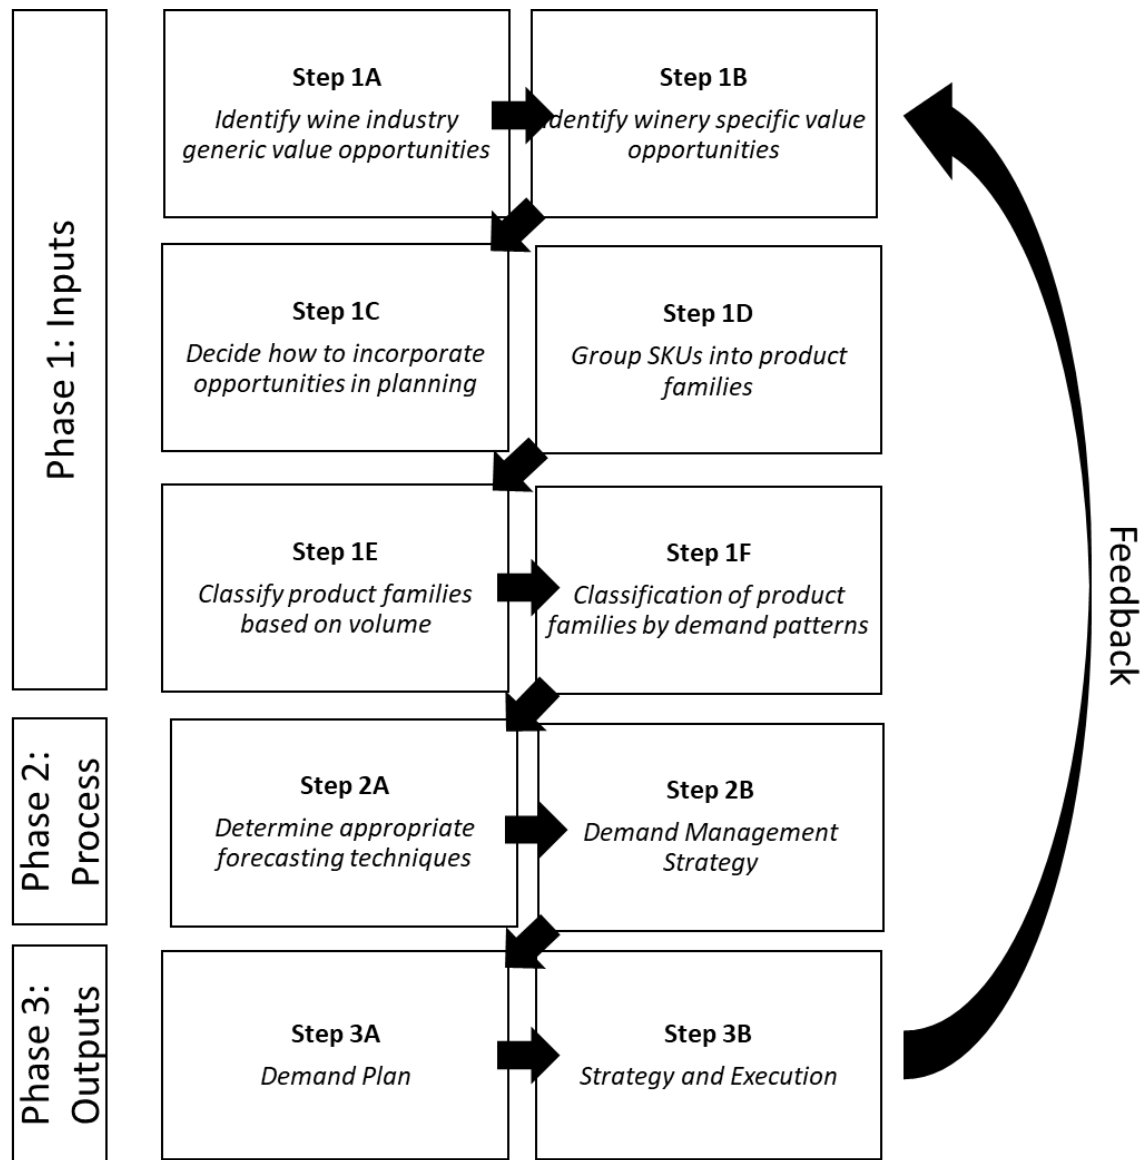 Phase 1: Inputs
Step 1A
Identify wine industry
generic value opportunities
Step 1B
Identify winery specific value
opportunities
Step 1C
Decide how to incorporate
opportunities in planning
Step 1D
Group SKUs into product
families
Step 1E
Classify product families
based on volume
Step 1F
Classification of product
families by demand patterns
Phase 2:
Process
Step 2A
Determine appropriate
forecasting techniques
Step 2B
Demand Management
Strategy
Phase 3:
Outputs
Step 3A
Demand Plan
Step 3B
Strategy and Execution
Feedback